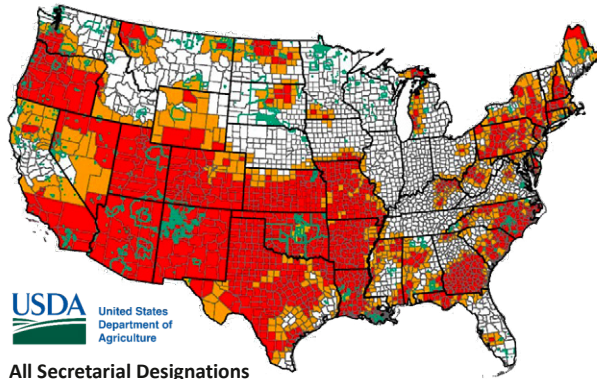 USDA
United States
Department of
Agriculture
All Secretarial Designations